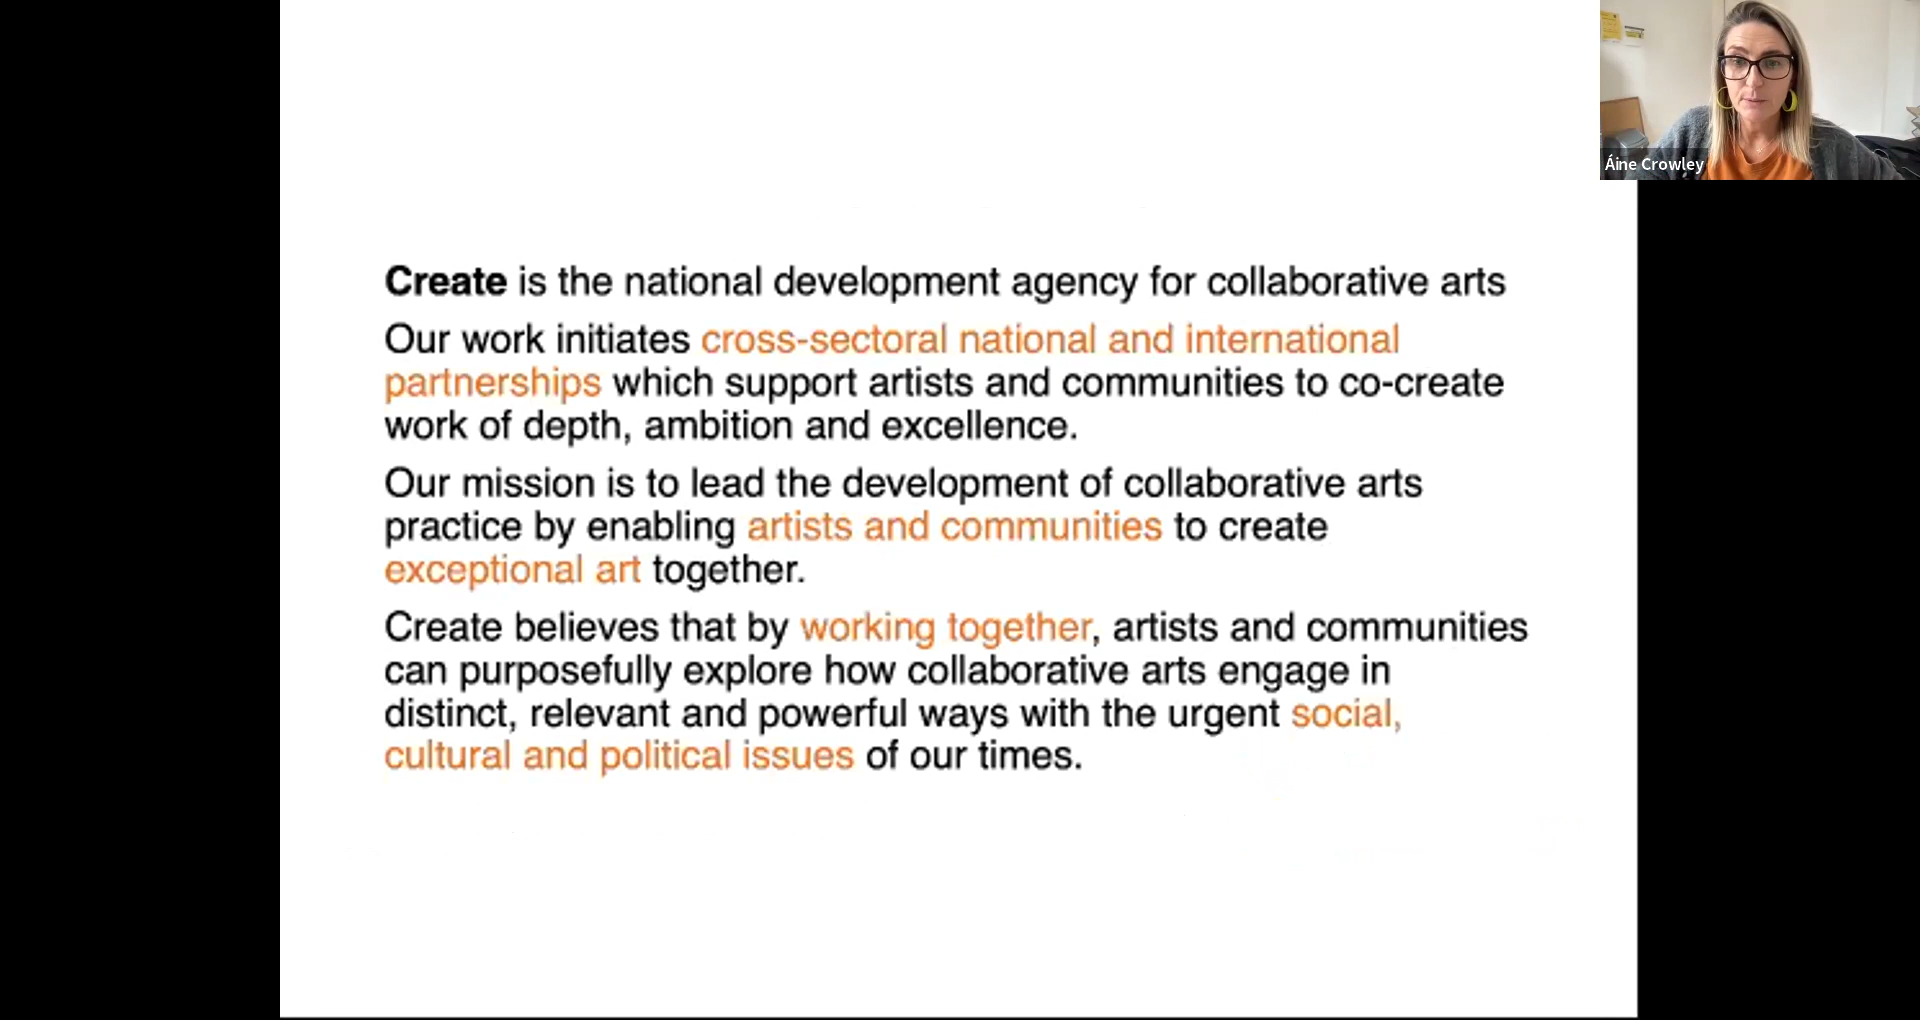 Áine Crowley
Create is the national development agency for collaborative arts
Our work initiates cross-sectoral national and international
partnerships which support artists and communities to co-create
work of depth, ambition and excellence.
Our mission is to lead the development of collaborative arts
practice by enabling artists and communities to create
exceptional art together.
Create believes that by working together, artists and communities
can purposefully explore how collaborative arts engage in
distinct, relevant and powerful ways with the urgent social,
cultural and political issues of our times.